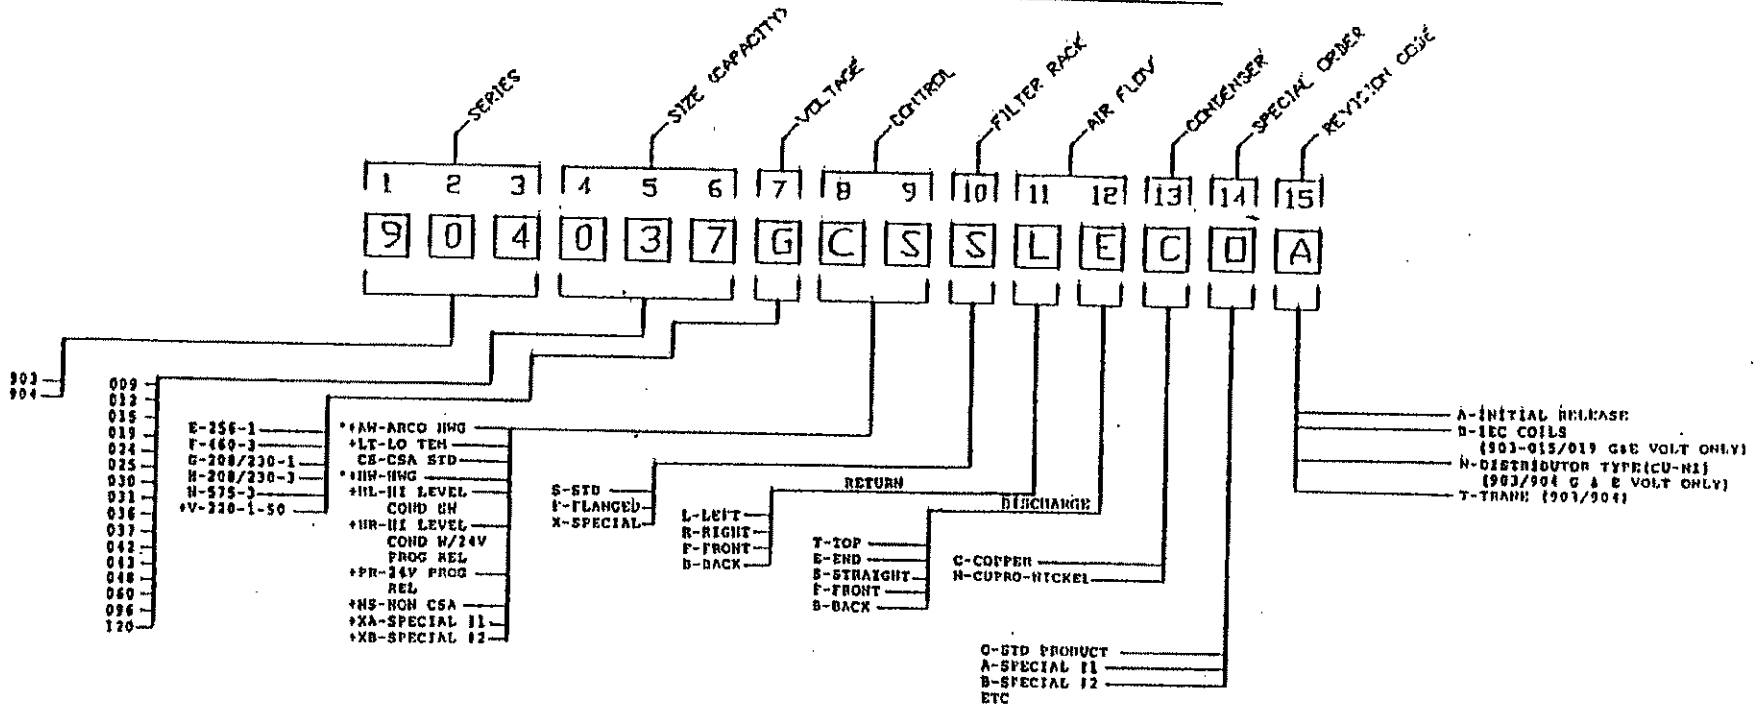 SERIES
SIZE (CAPACITY)
VOLTAGE
CONTROL
FILTER RACK
AIR FLOW
CONDENSER
SPECIAL ORDER
REVISION CODE
1 2 3 4 5 6 7 8 9 10 11 12 13 14 15
9 0 4 0 3 7 G C S S L E C 0 A
903
904
009
012
015
019
024
025
030
031
036
037
042
043
048
060
096
120
E-256-1
F-460-3
G-208/230-1
H-208/230-3
N-575-3
+V-220-1-50
*+AW-ARCO HWG
+LT-LO TEM
CS-CSA STD
*+HW-HWG
+HL-HI LEVEL
COND
+HR-HI LEVEL
COND W/24V
PROG REL
+PR-24V PROG
REL
+NS-NON CSA
+XA-SPECIAL #1
+XB-SPECIAL #2
S-STD
F-FLANGED
X-SPECIAL
RETURN
L-LEFT
R-RIGHT
F-FRONT
B-BACK
DISCHARGE
T-TOP
E-END
S-STRAIGHT
F-FRONT
B-BACK
C-COPPER
N-CUPRO-NICKEL
0-STD PRODUCT
A-SPECIAL #1
B-SPECIAL #2
ETC
A-INITIAL RELEASE
B-IEC COILS
(903-015/019 G&E VOLT ONLY)
N-DISTRIBUTOR TYPE(CU-NI)
(903/904 G & E VOLT ONLY)
T-TRANE (903/904)